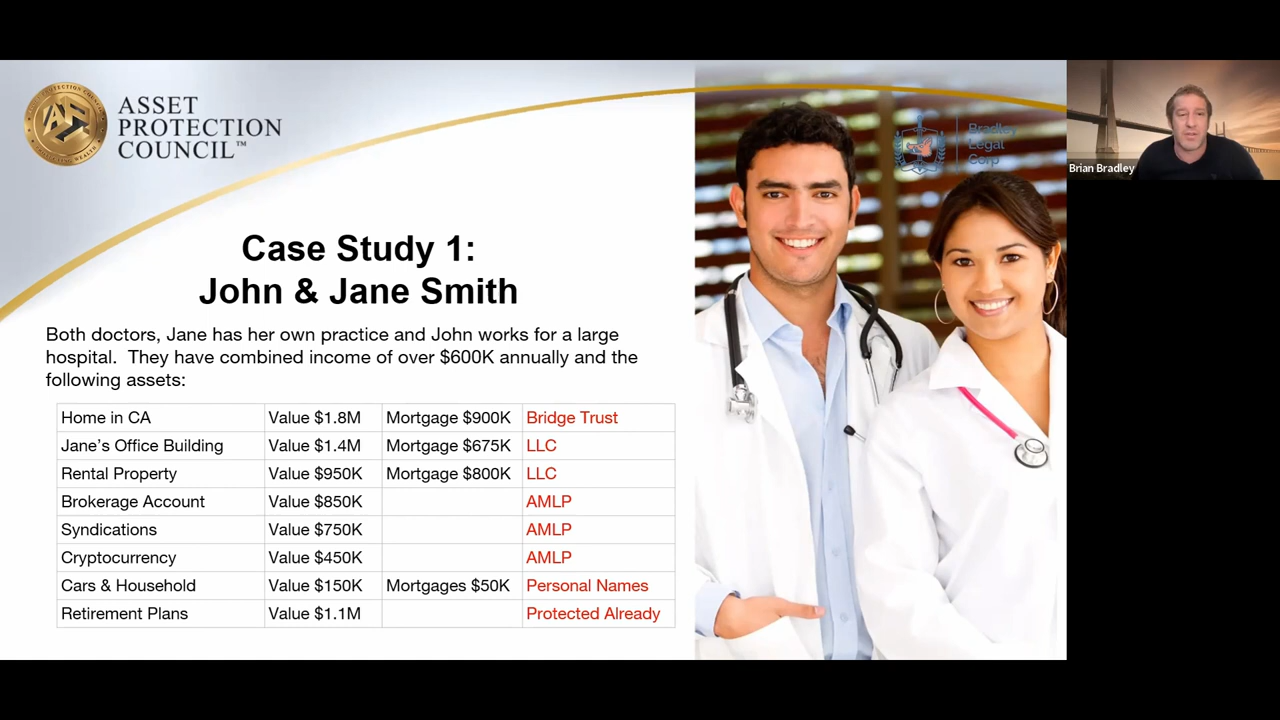 ASSET
PROTECTION
COUNCIL™
Bradley
Legal
Corp
Brian Bradley
Case Study 1:
John & Jane Smith
Both doctors, Jane has her own practice and John works for a large
hospital. They have combined income of over $600K annually and the
following assets:
Home in CA Value $1.8M Mortgage $900K Bridge Trust
Jane’s Office Building Value $1.4M Mortgage $675K LLC
Rental Property Value $950K Mortgage $800K LLC
Brokerage Account Value $850K AMLP
Syndications Value $750K AMLP
Cryptocurrency Value $450K AMLP
Cars & Household Value $150K Mortgages $50K Personal Names
Retirement Plans Value $1.1M Protected Already